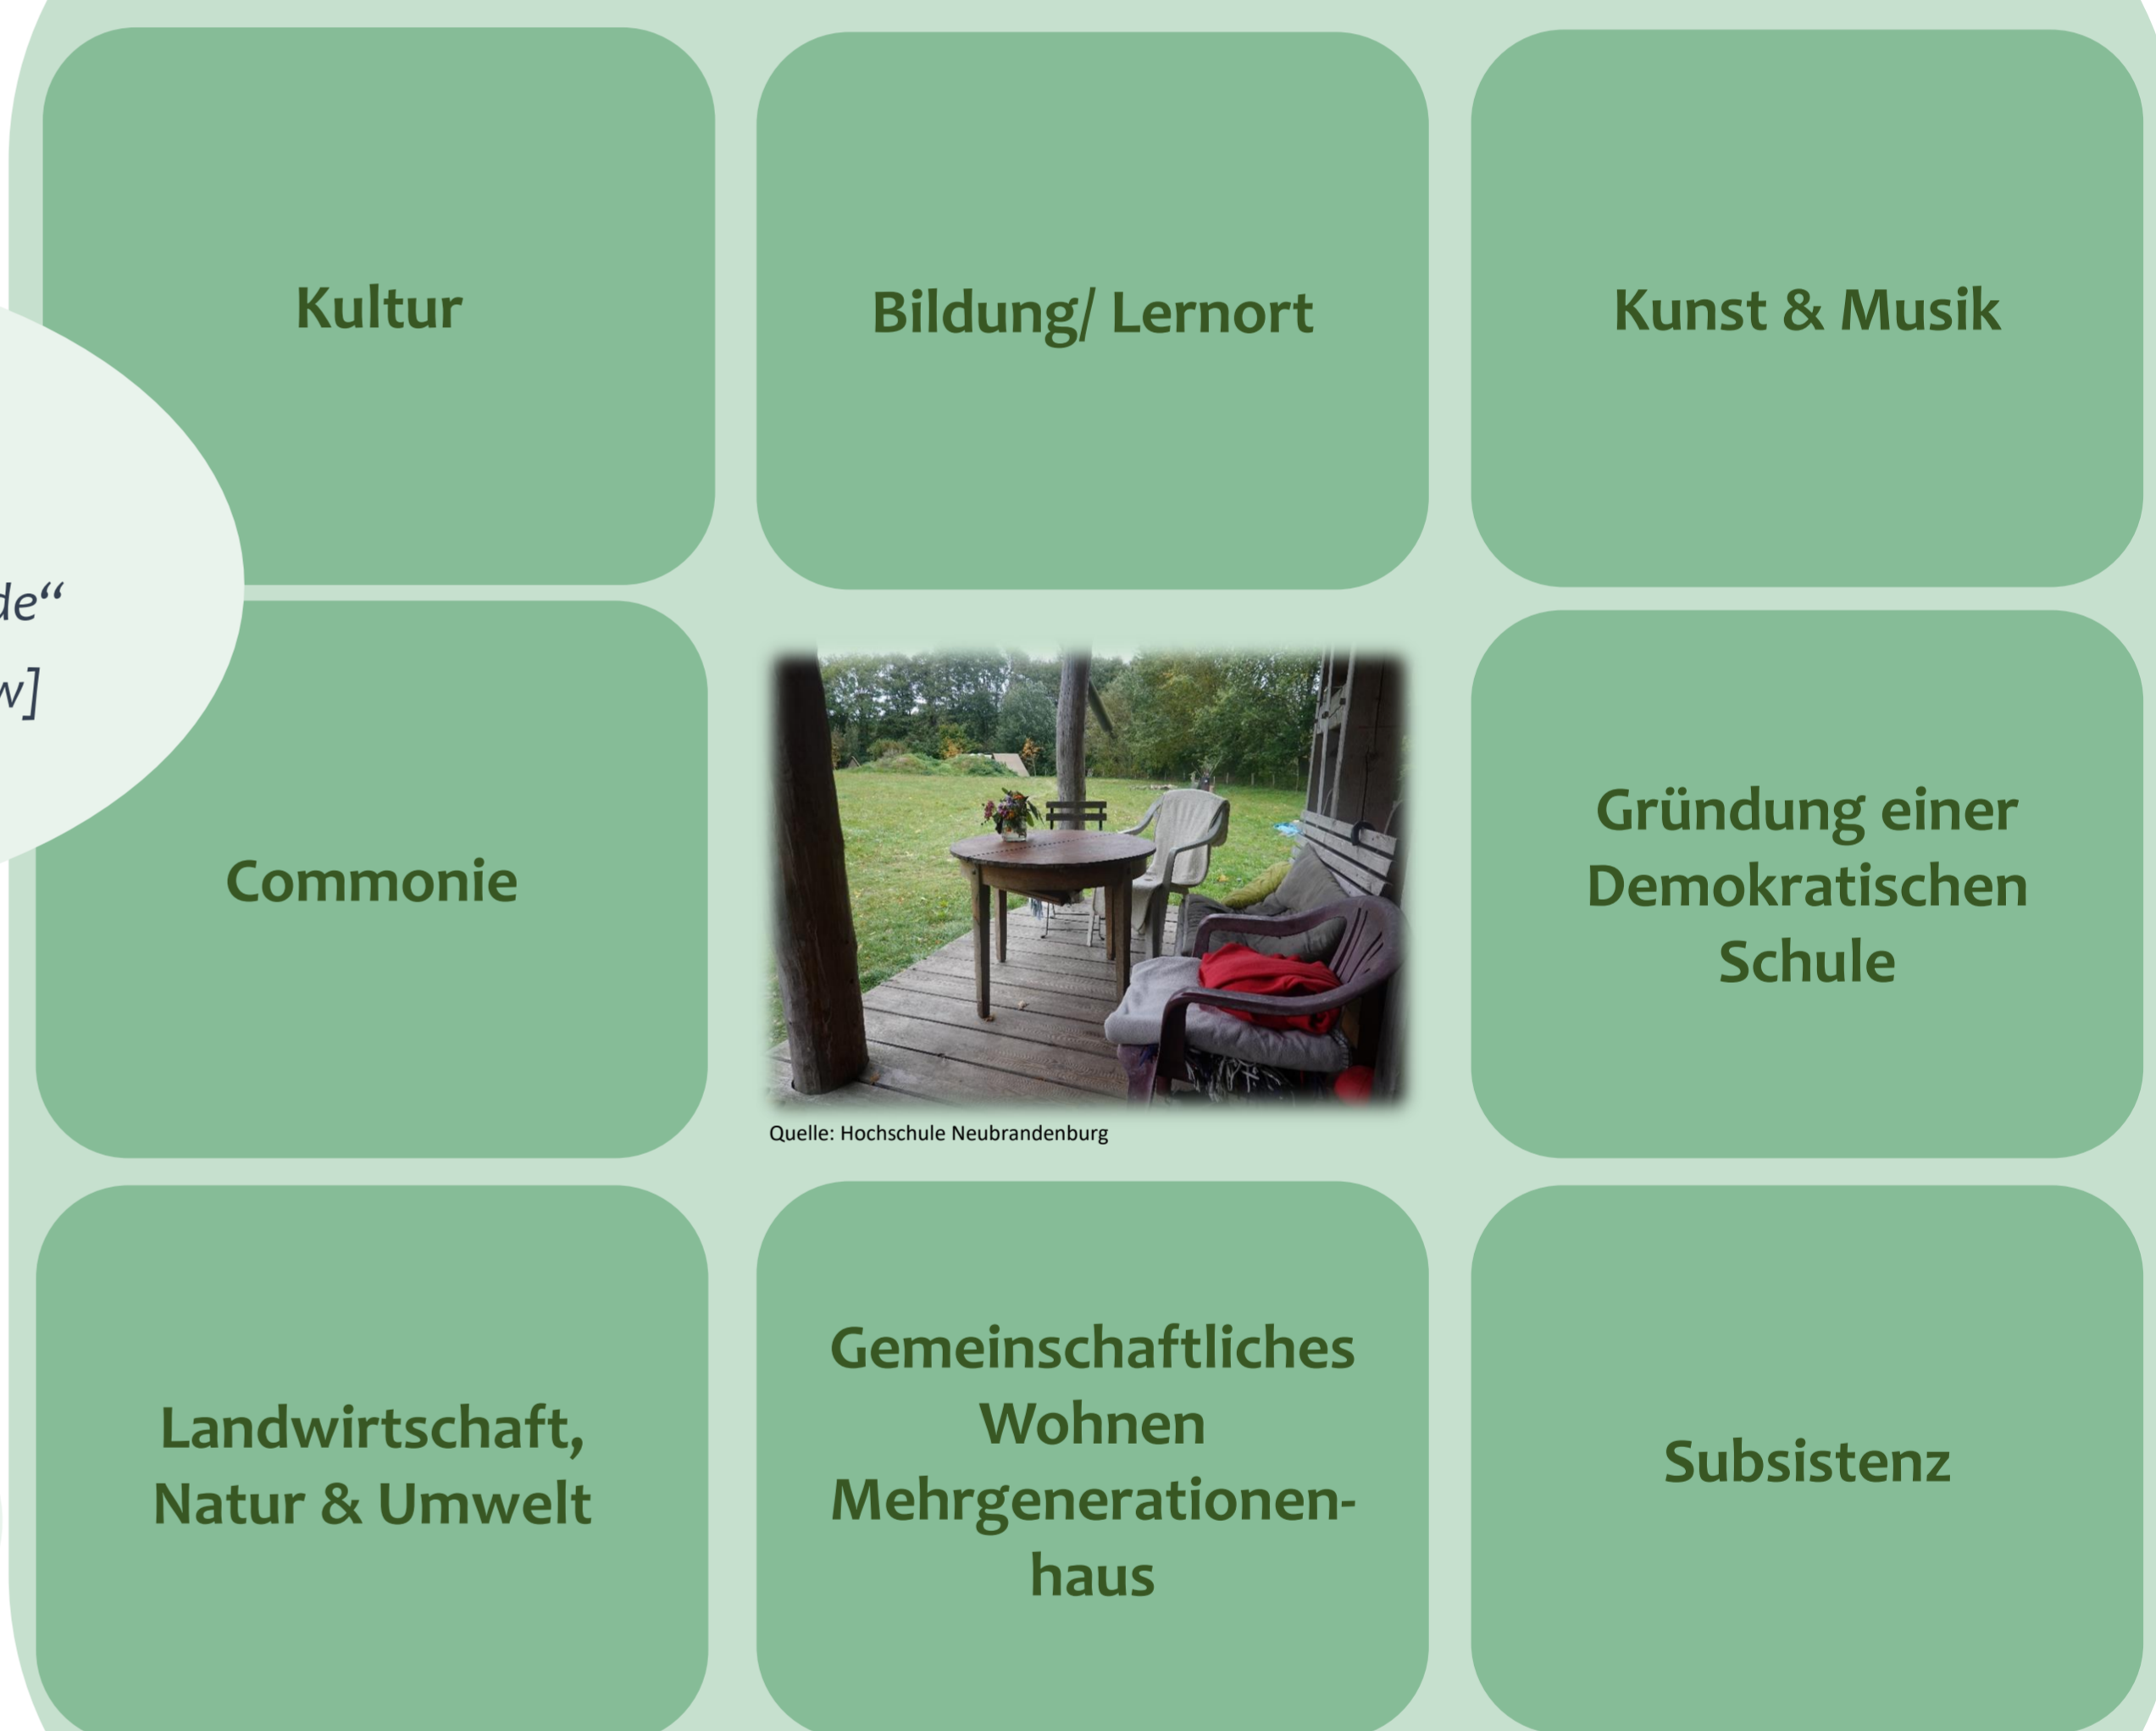 Kultur
Bildung/ Lernort
Kunst & Musik
de“
w]
Commonie
Gründung einer
Demokratischen
Schule
Quelle: Hochschule Neubrandenburg
Landwirtschaft,
Natur & Umwelt
Gemeinschaftliches
Wohnen
Mehrgenerationen-
haus
Subsistenz